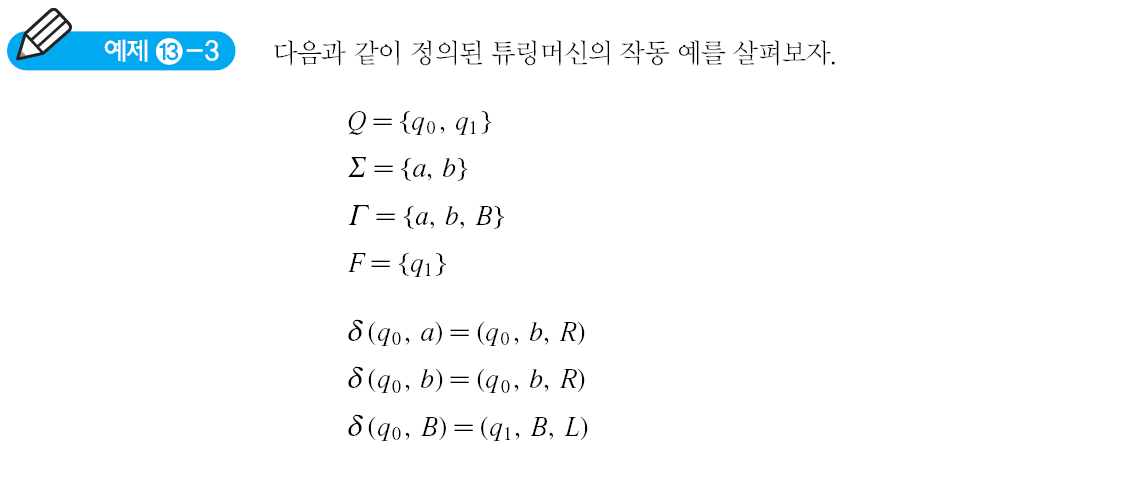 예제 ⑬-3 다음과 같이 정의된 튜링머신의 작동 예를 살펴보자.
Q = {q₀, q₁}
Σ = {a, b}
Γ = {a, b, B}
F = {q₁}
δ(q₀, a) = (q₀, b, R)
δ(q₀, b) = (q₀, b, R)
δ(q₀, B) = (q₁, B, L)